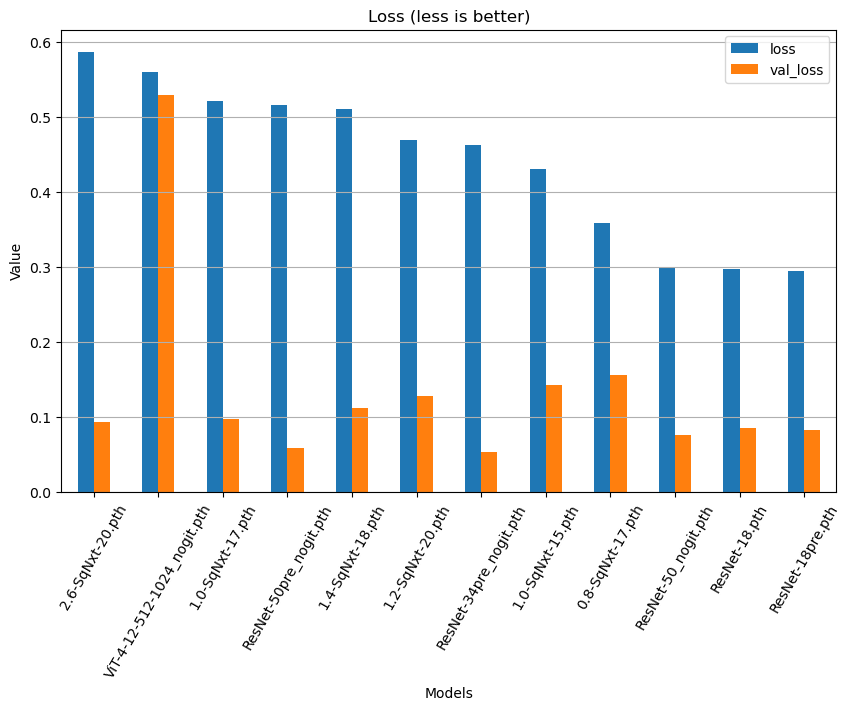 Loss (less is better)
loss
val_loss
0.6
0.5
0.4
0.3
0.2
0.1
0.0
Value
2.6-SqNxt-20.pth
ViT-4-12-512-1024_nogit.pth
1.0-SqNxt-17.pth
ResNet-50pre_nogit.pth
1.4-SqNxt-18.pth
1.2-SqNxt-20.pth
ResNet-34pre_nogit.pth
1.0-SqNxt-15.pth
0.8-SqNxt-17.pth
ResNet-50_nogit.pth
ResNet-18.pth
ResNet-18pre.pth
Models